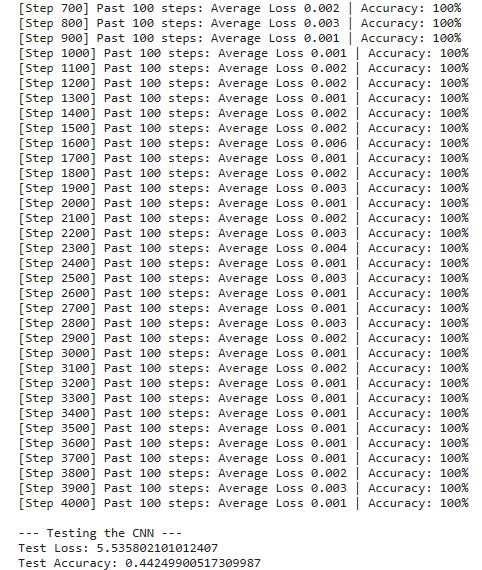 [Step 700] Past 100 steps: Average Loss 0.002 | Accuracy: 100%
[Step 800] Past 100 steps: Average Loss 0.003 | Accuracy: 100%
[Step 900] Past 100 steps: Average Loss 0.001 | Accuracy: 100%
[Step 1000] Past 100 steps: Average Loss 0.001 | Accuracy: 100%
[Step 1100] Past 100 steps: Average Loss 0.002 | Accuracy: 100%
[Step 1200] Past 100 steps: Average Loss 0.002 | Accuracy: 100%
[Step 1300] Past 100 steps: Average Loss 0.001 | Accuracy: 100%
[Step 1400] Past 100 steps: Average Loss 0.002 | Accuracy: 100%
[Step 1500] Past 100 steps: Average Loss 0.002 | Accuracy: 100%
[Step 1600] Past 100 steps: Average Loss 0.006 | Accuracy: 100%
[Step 1700] Past 100 steps: Average Loss 0.001 | Accuracy: 100%
[Step 1800] Past 100 steps: Average Loss 0.002 | Accuracy: 100%
[Step 1900] Past 100 steps: Average Loss 0.003 | Accuracy: 100%
[Step 2000] Past 100 steps: Average Loss 0.001 | Accuracy: 100%
[Step 2100] Past 100 steps: Average Loss 0.002 | Accuracy: 100%
[Step 2200] Past 100 steps: Average Loss 0.003 | Accuracy: 100%
[Step 2300] Past 100 steps: Average Loss 0.004 | Accuracy: 100%
[Step 2400] Past 100 steps: Average Loss 0.001 | Accuracy: 100%
[Step 2500] Past 100 steps: Average Loss 0.003 | Accuracy: 100%
[Step 2600] Past 100 steps: Average Loss 0.001 | Accuracy: 100%
[Step 2700] Past 100 steps: Average Loss 0.001 | Accuracy: 100%
[Step 2800] Past 100 steps: Average Loss 0.003 | Accuracy: 100%
[Step 2900] Past 100 steps: Average Loss 0.002 | Accuracy: 100%
[Step 3000] Past 100 steps: Average Loss 0.001 | Accuracy: 100%
[Step 3100] Past 100 steps: Average Loss 0.002 | Accuracy: 100%
[Step 3200] Past 100 steps: Average Loss 0.001 | Accuracy: 100%
[Step 3300] Past 100 steps: Average Loss 0.001 | Accuracy: 100%
[Step 3400] Past 100 steps: Average Loss 0.001 | Accuracy: 100%
[Step 3500] Past 100 steps: Average Loss 0.001 | Accuracy: 100%
[Step 3600] Past 100 steps: Average Loss 0.001 | Accuracy: 100%
[Step 3700] Past 100 steps: Average Loss 0.001 | Accuracy: 100%
[Step 3800] Past 100 steps: Average Loss 0.002 | Accuracy: 100%
[Step 3900] Past 100 steps: Average Loss 0.003 | Accuracy: 100%
[Step 4000] Past 100 steps: Average Loss 0.001 | Accuracy: 100%
--- Testing the CNN ---
Test Loss: 5.535802101012407
Test Accuracy: 0.44249900517309987